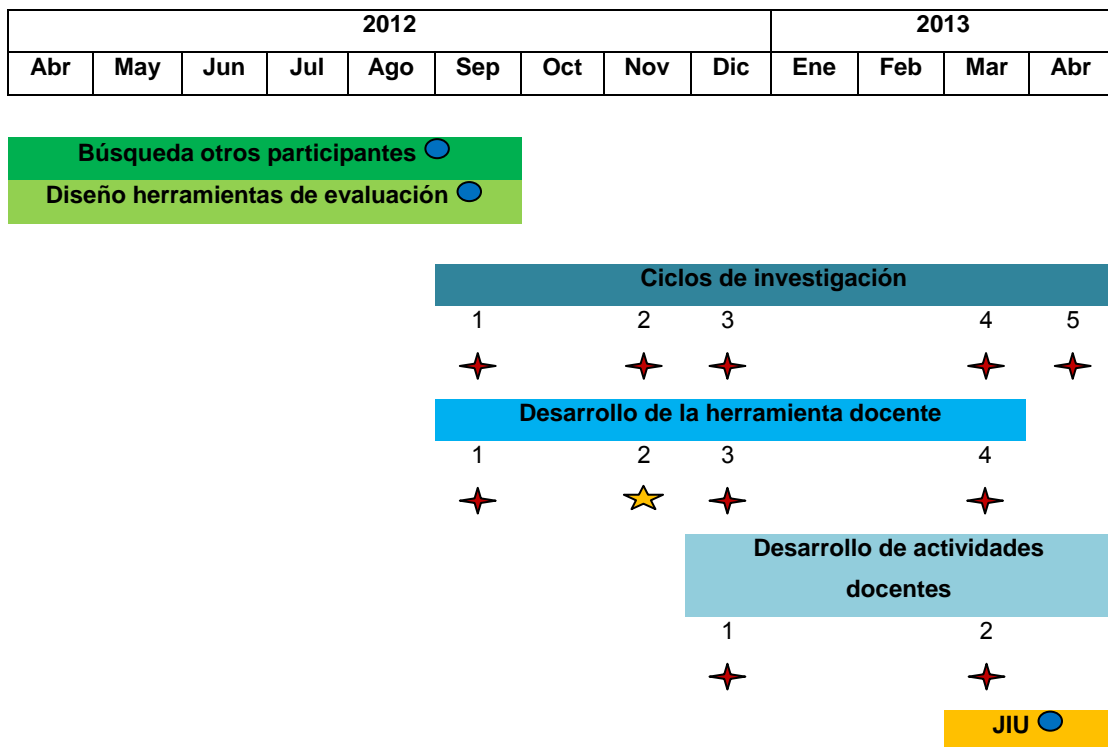 2012 2013
Abr May Jun Jul Ago Sep Oct Nov Dic Ene Feb Mar Abr
Búsqueda otros participantes
Diseño herramientas de evaluación
Ciclos de investigación
1 2 3 4 5
Desarrollo de la herramienta docente
1 2 3 4
Desarrollo de actividades
docentes
1 2
JIU